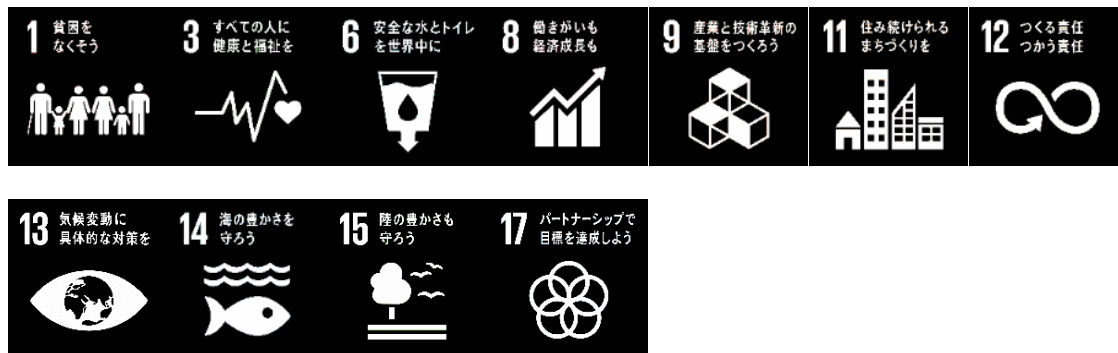 1 貧困を
なくそう
3 すべての人に
健康と福祉を
6 安全な水とトイレ
を世界中に
8 働きがいも
経済成長も
9 産業と技術革新の
基盤をつくろう
11 住み続けられる
まちづくりを
12 つくる責任
つかう責任
13 気候変動に
具体的な対策を
14 海の豊かさを
守ろう
15 陸の豊かさも
守ろう
17 パートナーシップで
目標を達成しよう